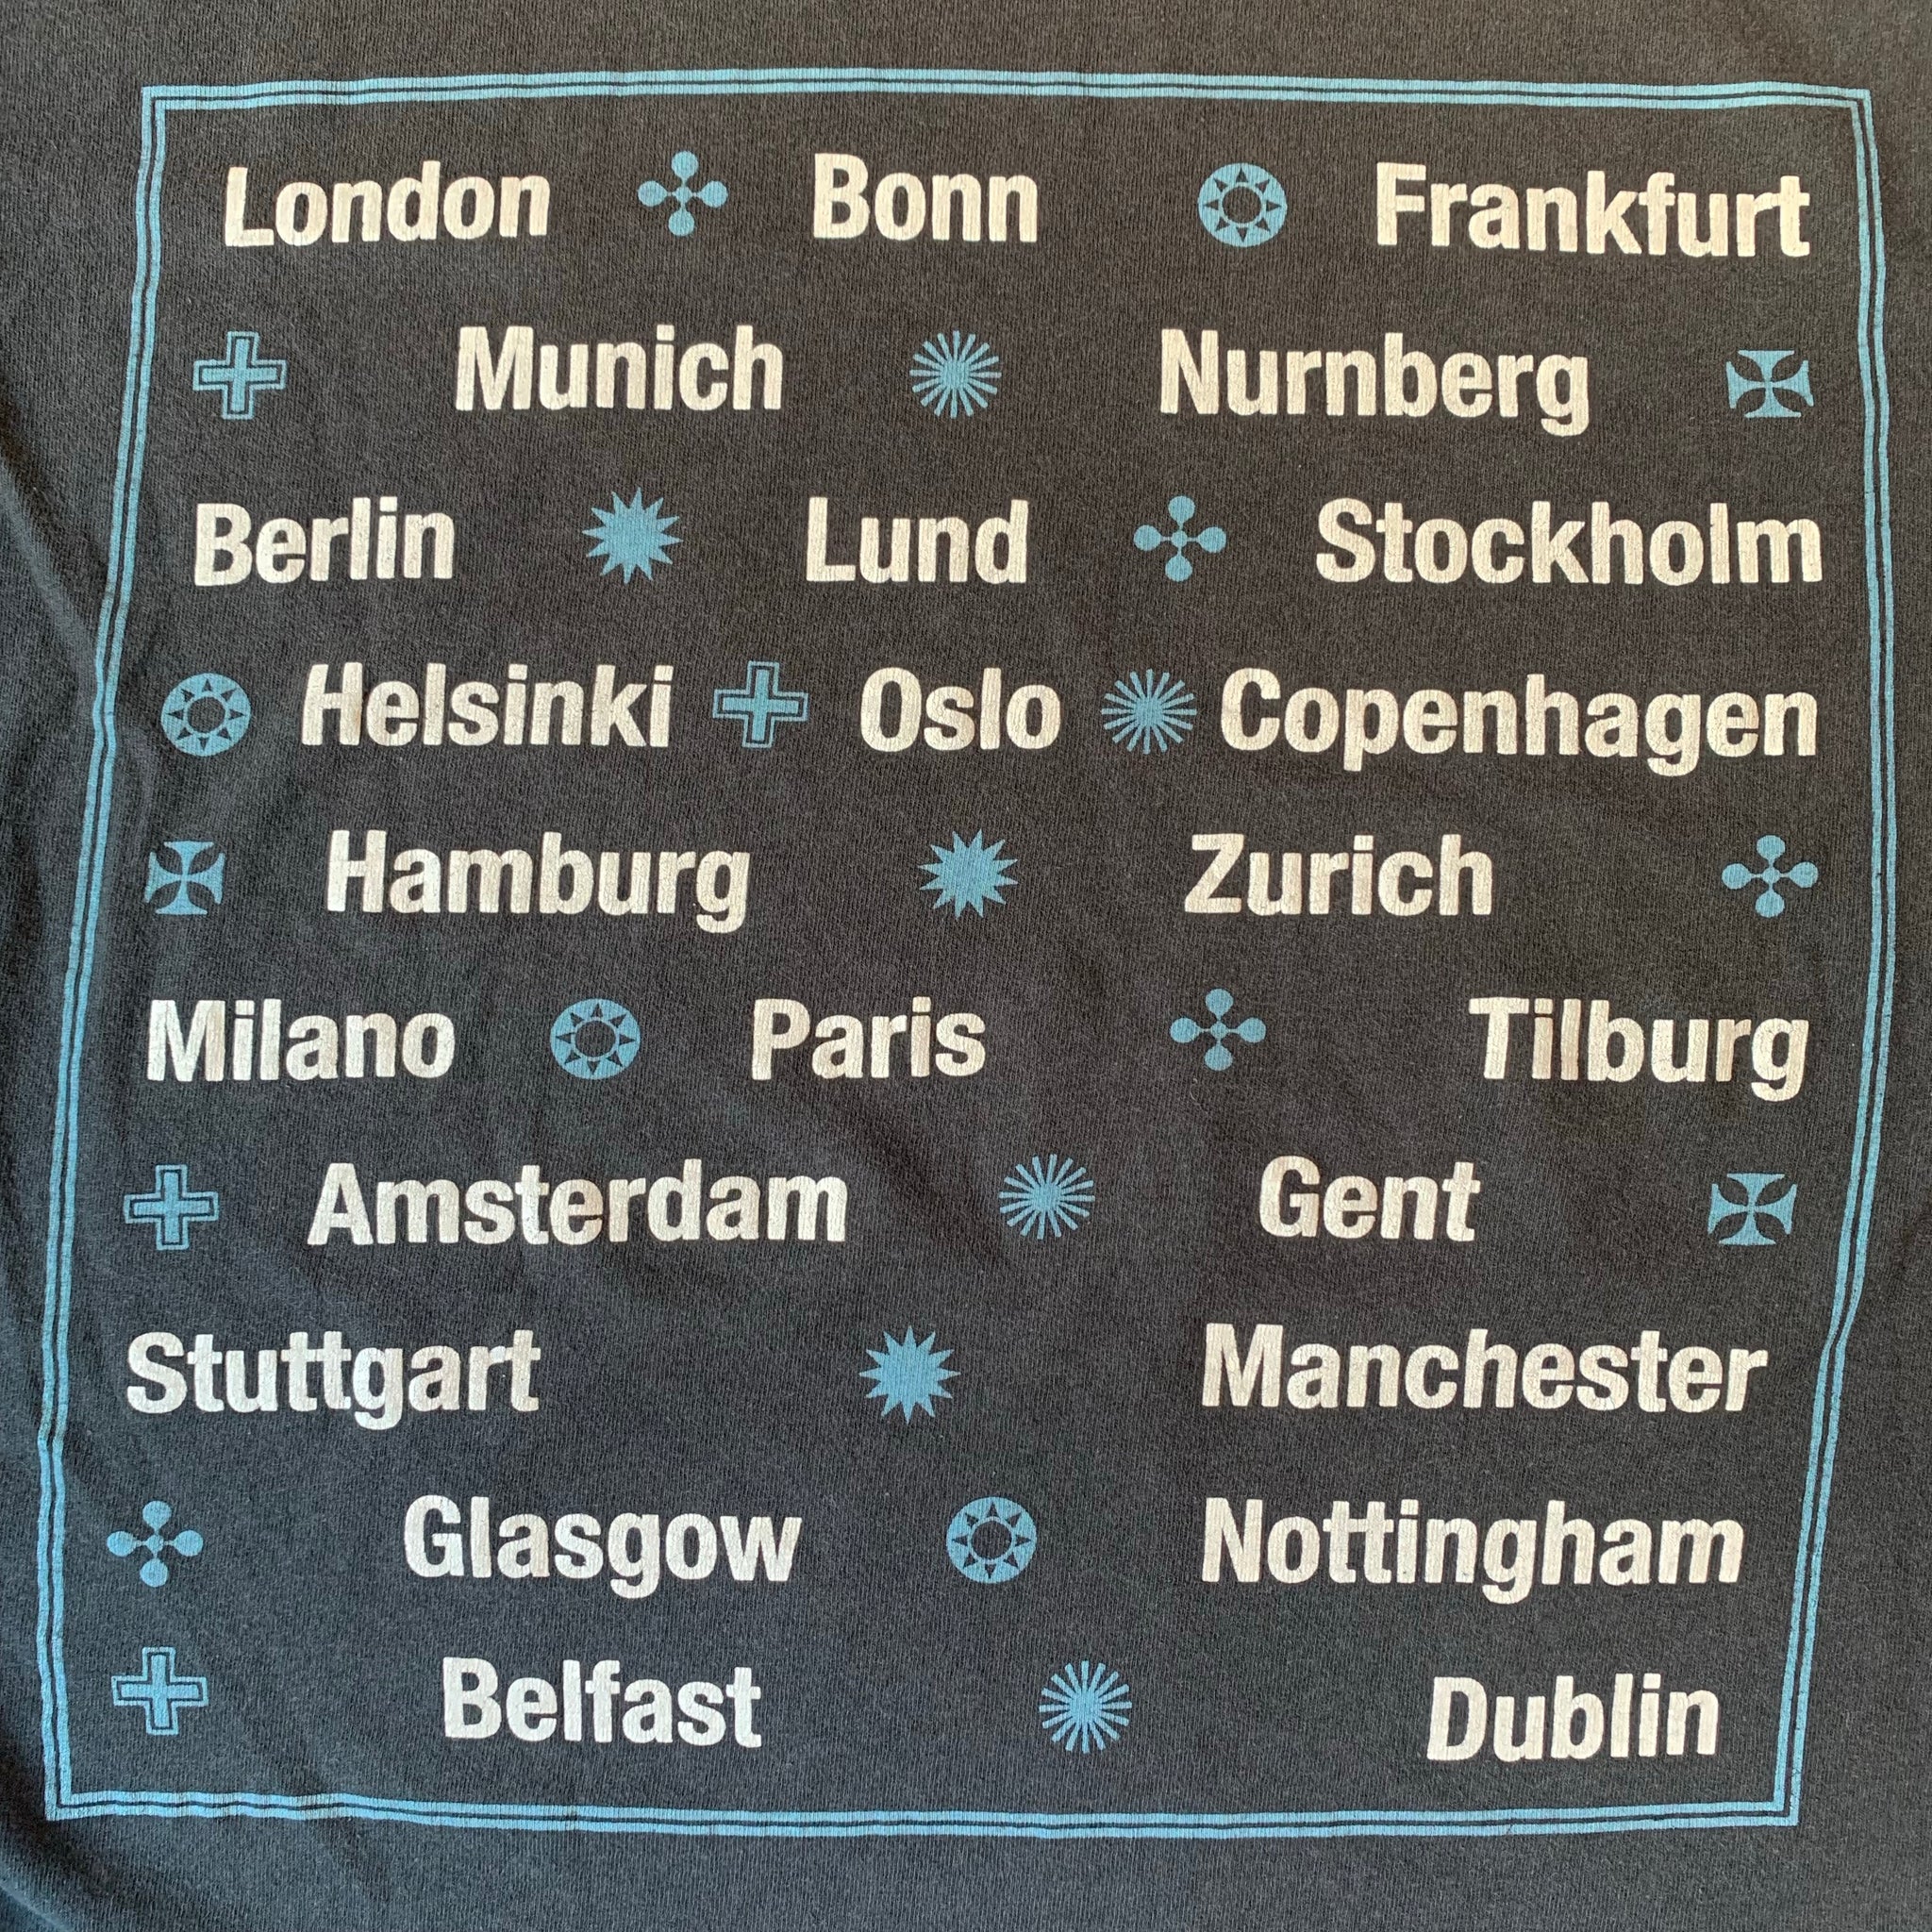 London Bonn Frankfurt
Munich Nurnberg
Berlin Lund Stockholm
Helsinki Oslo Copenhagen
Hamburg Zurich
Milano Paris Tilburg
Amsterdam Gent
Stuttgart Manchester
Glasgow Nottingham
Belfast Dublin